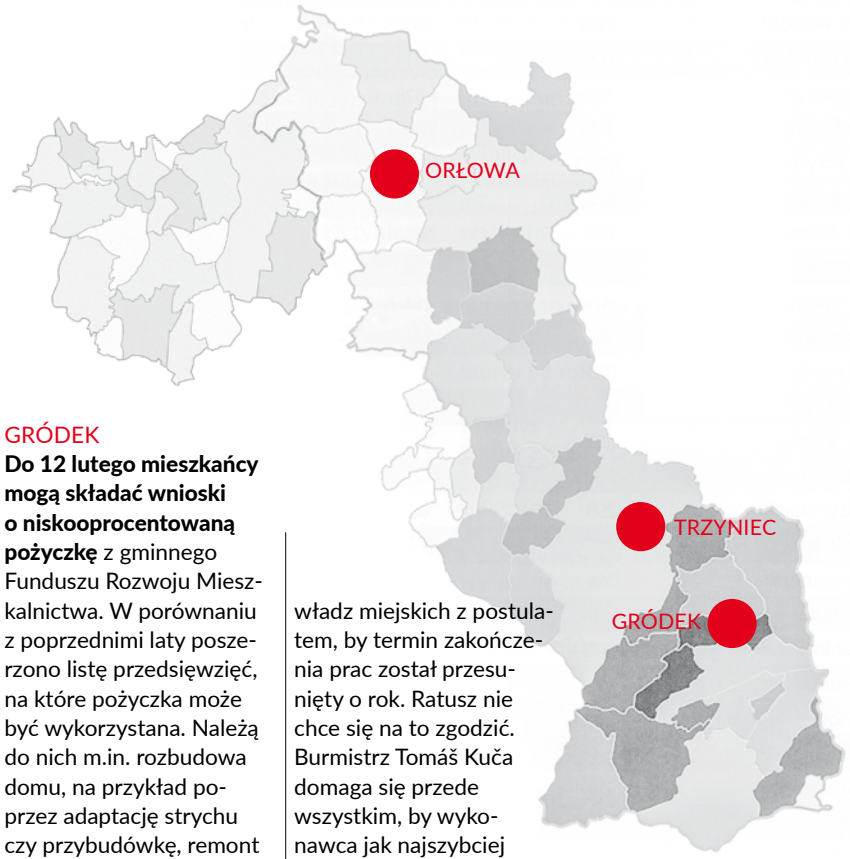 ORŁOWA
TRZYNIEC
GRÓDEK
GRÓDEK
Do 12 lutego mieszkańcy
mogą składać wnioski
o niskooprocentowaną
pożyczkę z gminnego
Funduszu Rozwoju Miesz-
kalnictwa. W porównaniu
z poprzednimi laty posze-
rzono listę przedsięwzięć,
na które pożyczka może
być wykorzystana. Należą
do nich m.in. rozbudowa
domu, na przykład po-
przez adaptację strychu
czy przybudówkę, remont
władz miejskich z postula-
tem, by termin zakończe-
nia prac został przesu-
nięty o rok. Ratusz nie
chce się na to zgodzić.
Burmistrz Tomáš Kuča
domaga się przede
wszystkim, by wyko-
nawca jak najszybciej